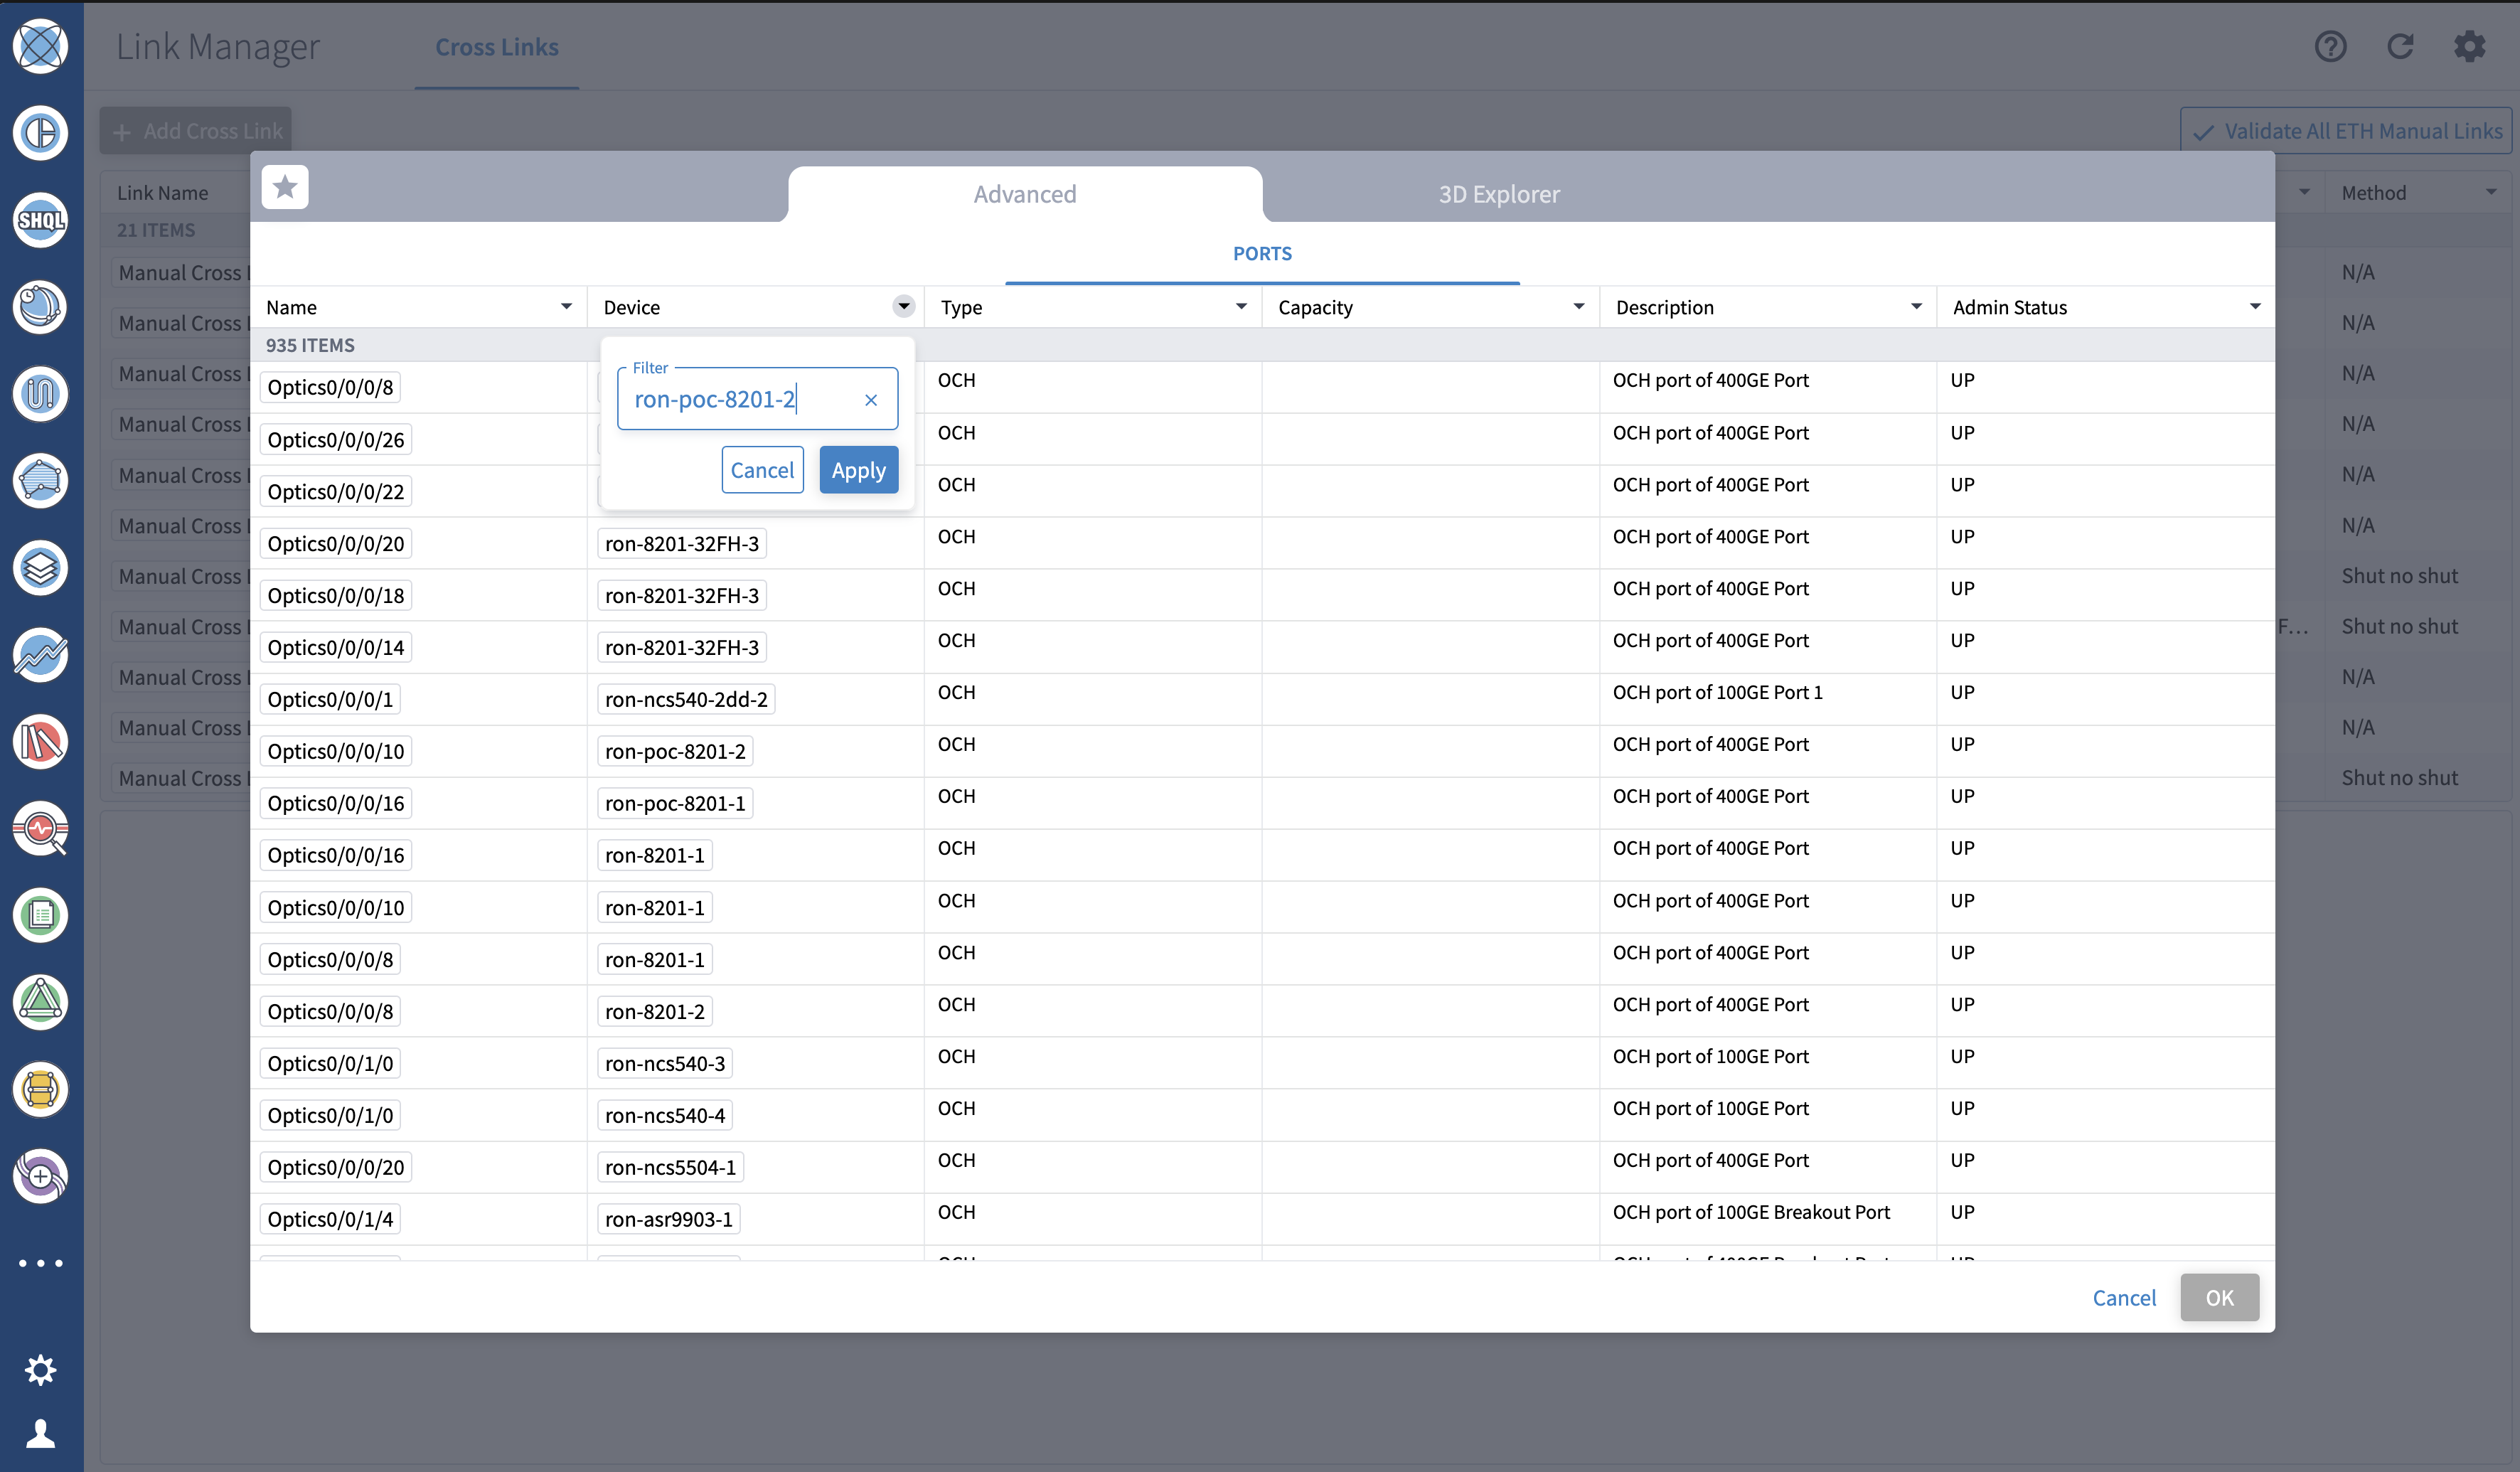 Link Manager
Cross Links
+ Add Cross Link
Validate All ETH Manual Links
Link Name
Method
21 ITEMS
SHQL
Advanced
3D Explorer
PORTS
Name Device Type Capacity Description Admin Status
935 ITEMS
Filter
ron-poc-8201-2
Cancel Apply
Optics0/0/0/8 OCH OCH port of 400GE Port UP
Optics0/0/0/26 OCH OCH port of 400GE Port UP
Optics0/0/0/22 OCH OCH port of 400GE Port UP
Optics0/0/0/20 ron-8201-32FH-3 OCH OCH port of 400GE Port UP
Optics0/0/0/18 ron-8201-32FH-3 OCH OCH port of 400GE Port UP
Optics0/0/0/14 ron-8201-32FH-3 OCH OCH port of 400GE Port UP
Optics0/0/0/1 ron-ncs540-2dd-2 OCH OCH port of 100GE Port 1 UP
Optics0/0/0/10 ron-poc-8201-2 OCH OCH port of 400GE Port UP
Optics0/0/0/16 ron-poc-8201-1 OCH OCH port of 400GE Port UP
Optics0/0/0/16 ron-8201-1 OCH OCH port of 400GE Port UP
Optics0/0/0/10 ron-8201-1 OCH OCH port of 400GE Port UP
Optics0/0/0/8 ron-8201-1 OCH OCH port of 400GE Port UP
Optics0/0/0/8 ron-8201-2 OCH OCH port of 400GE Port UP
Optics0/0/1/0 ron-ncs540-3 OCH OCH port of 100GE Port UP
Optics0/0/1/0 ron-ncs540-4 OCH OCH port of 100GE Port UP
Optics0/0/0/20 ron-ncs5504-1 OCH OCH port of 400GE Port UP
Optics0/0/1/4 ron-asr9903-1 OCH OCH port of 100GE Breakout Port UP
Cancel OK
Manual Cross N/A
Manual Cross N/A
Manual Cross N/A
Manual Cross N/A
Manual Cross N/A
Manual Cross N/A
Manual Cross Shut no shut
Manual Cross F... Shut no shut
Manual Cross N/A
Manual Cross N/A
Manual Cross Shut no shut